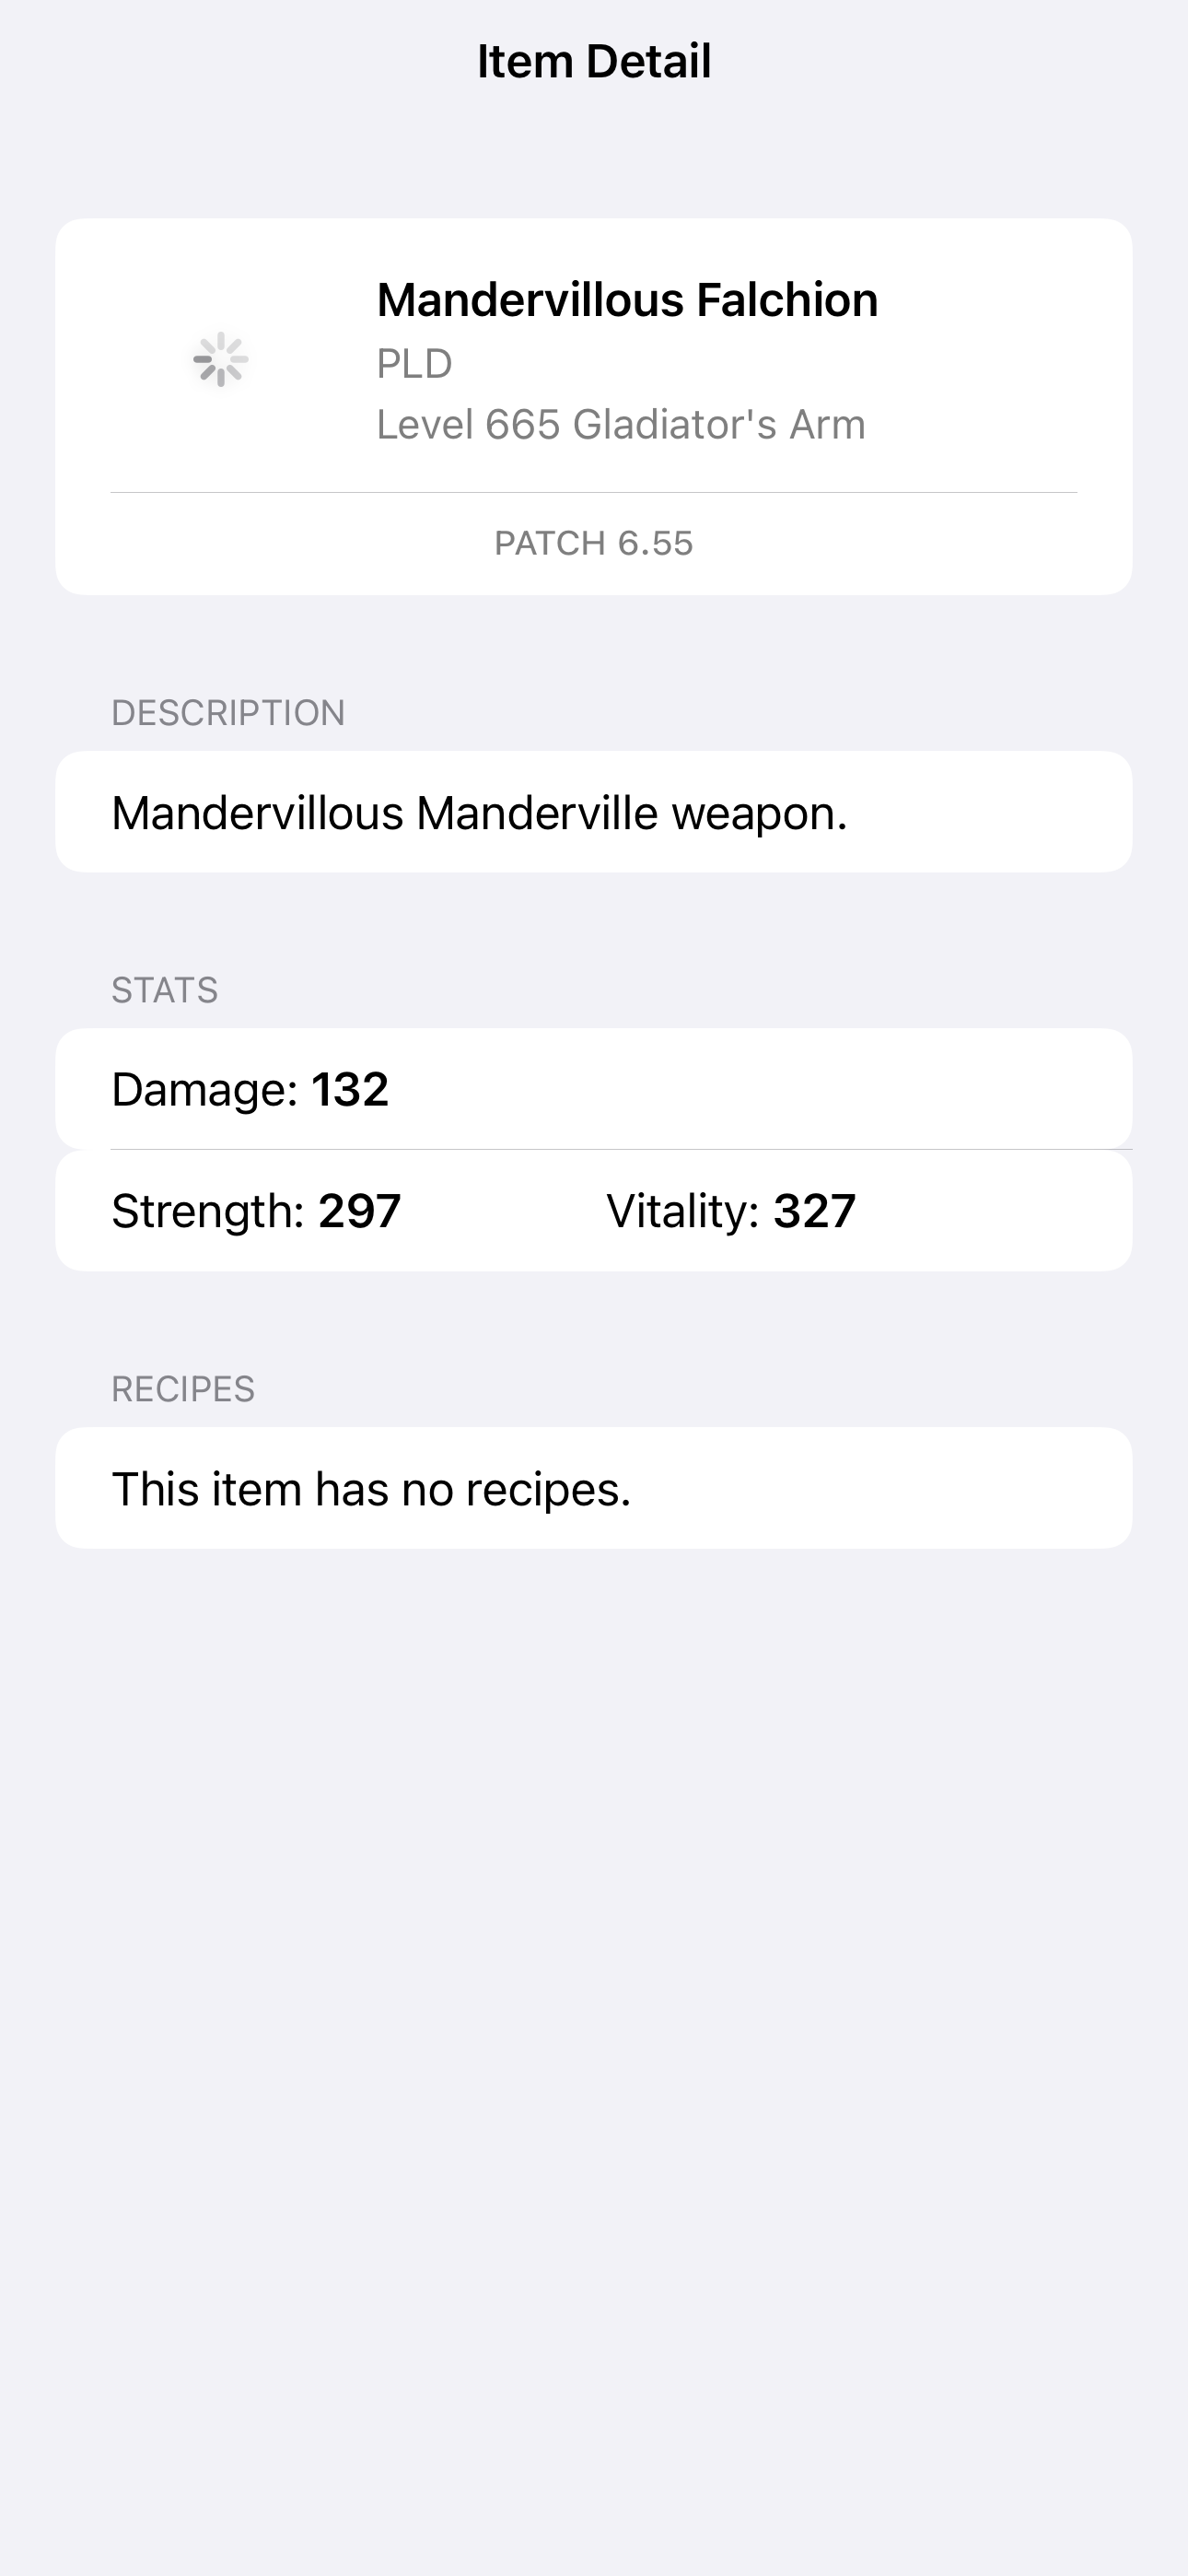 Item Detail
Mandervillous Falchion
PLD
Level 665 Gladiator's Arm
PATCH 6.55
DESCRIPTION
Mandervillous Manderville weapon.
STATS
Damage: 132
Strength: 297 Vitality: 327
RECIPES
This item has no recipes.